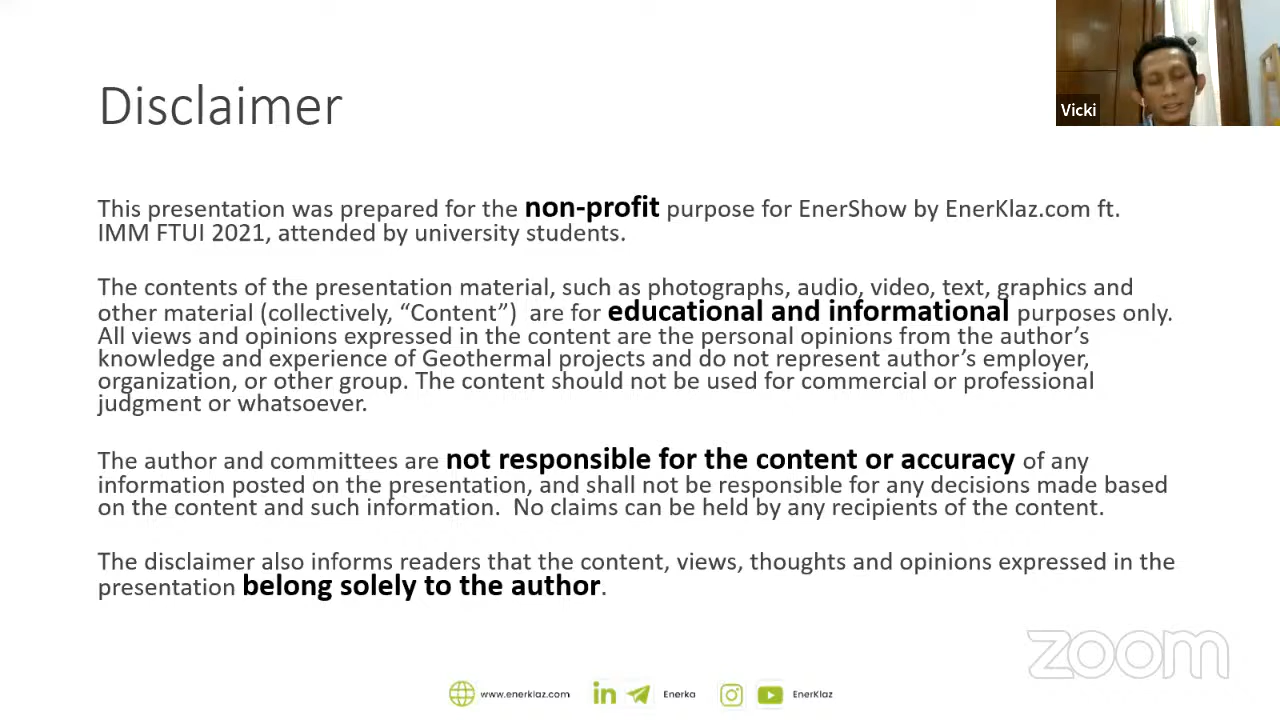 Disclaimer
Vicki
This presentation was prepared for the non-profit purpose for EnerShow by EnerKlaz.com ft.
IMM FTUI 2021, attended by university students.
The contents of the presentation material, such as photographs, audio, video, text, graphics and
other material (collectively, “Content”)  are for educational and informational purposes only.
All views and opinions expressed in the content are the personal opinions from the author’s
knowledge and experience of Geothermal projects and do not represent author’s employer,
organization, or other group. The content should not be used for commercial or professional
judgment or whatsoever.
The author and committees are not responsible for the content or accuracy of any
information posted on the presentation, and shall not be responsible for any decisions made based
on the content and such information.  No claims can be held by any recipients of the content.
The disclaimer also informs readers that the content, views, thoughts and opinions expressed in the
presentation belong solely to the author.
zoom
www.enerklaz.com in Enerka EnerKlaz